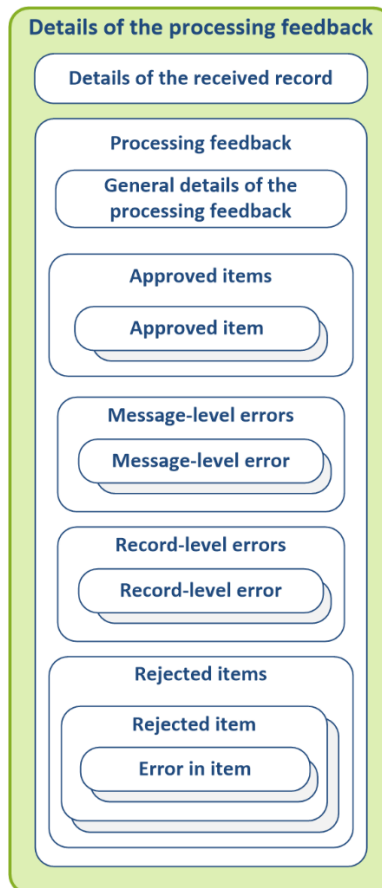 Details of the processing feedback
Details of the received record
Processing feedback
General details of the
processing feedback
Approved items
Approved item
Message-level errors
Message-level error
Record-level errors
Record-level error
Rejected items
Rejected item
Error in item